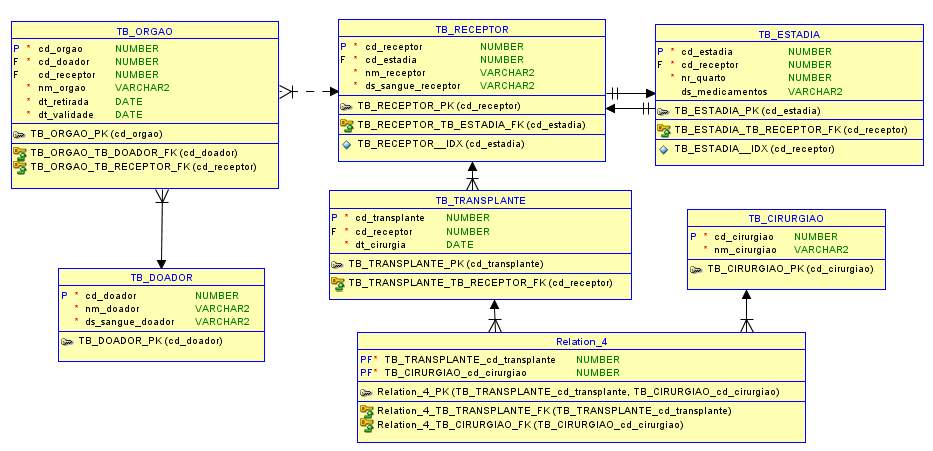 TB_ORGAO
P * cd_orgao NUMBER
F * cd_doador NUMBER
F cd_receptor NUMBER
* nm_orgao VARCHAR2
* dt_retirada DATE
* dt_validade DATE
TB_ORGAO_PK (cd_orgao)
TB_ORGAO_TB_DOADOR_FK (cd_doador)
TB_ORGAO_TB_RECEPTOR_FK (cd_receptor)
TB_RECEPTOR
P * cd_receptor NUMBER
F * cd_estadia NUMBER
* nm_receptor VARCHAR2
* ds_sangue_receptor VARCHAR2
TB_RECEPTOR_PK (cd_receptor)
TB_RECEPTOR_TB_ESTADIA_FK (cd_estadia)
TB_RECEPTOR__IDX (cd_estadia)
TB_ESTADIA
P * cd_estadia NUMBER
F * cd_receptor NUMBER
* nr_quarto NUMBER
ds_medicamentos VARCHAR2
TB_ESTADIA_PK (cd_estadia)
TB_ESTADIA_TB_RECEPTOR_FK (cd_receptor)
TB_ESTADIA__IDX (cd_receptor)
TB_TRANSPLANTE
P * cd_transplante NUMBER
F * cd_receptor NUMBER
* dt_cirurgia DATE
TB_TRANSPLANTE_PK (cd_transplante)
TB_TRANSPLANTE_TB_RECEPTOR_FK (cd_receptor)
TB_CIRURGIAO
P * cd_cirurgiao NUMBER
* nm_cirurgiao VARCHAR2
TB_CIRURGIAO_PK (cd_cirurgiao)
TB_DOADOR
P * cd_doador NUMBER
* nm_doador VARCHAR2
* ds_sangue_doador VARCHAR2
TB_DOADOR_PK (cd_doador)
Relation_4
PF* TB_TRANSPLANTE_cd_transplante NUMBER
PF* TB_CIRURGIAO_cd_cirurgiao NUMBER
Relation_4_PK (TB_TRANSPLANTE_cd_transplante, TB_CIRURGIAO_cd_cirurgiao)
Relation_4_TB_TRANSPLANTE_FK (TB_TRANSPLANTE_cd_transplante)
Relation_4_TB_CIRURGIAO_FK (TB_CIRURGIAO_cd_cirurgiao)